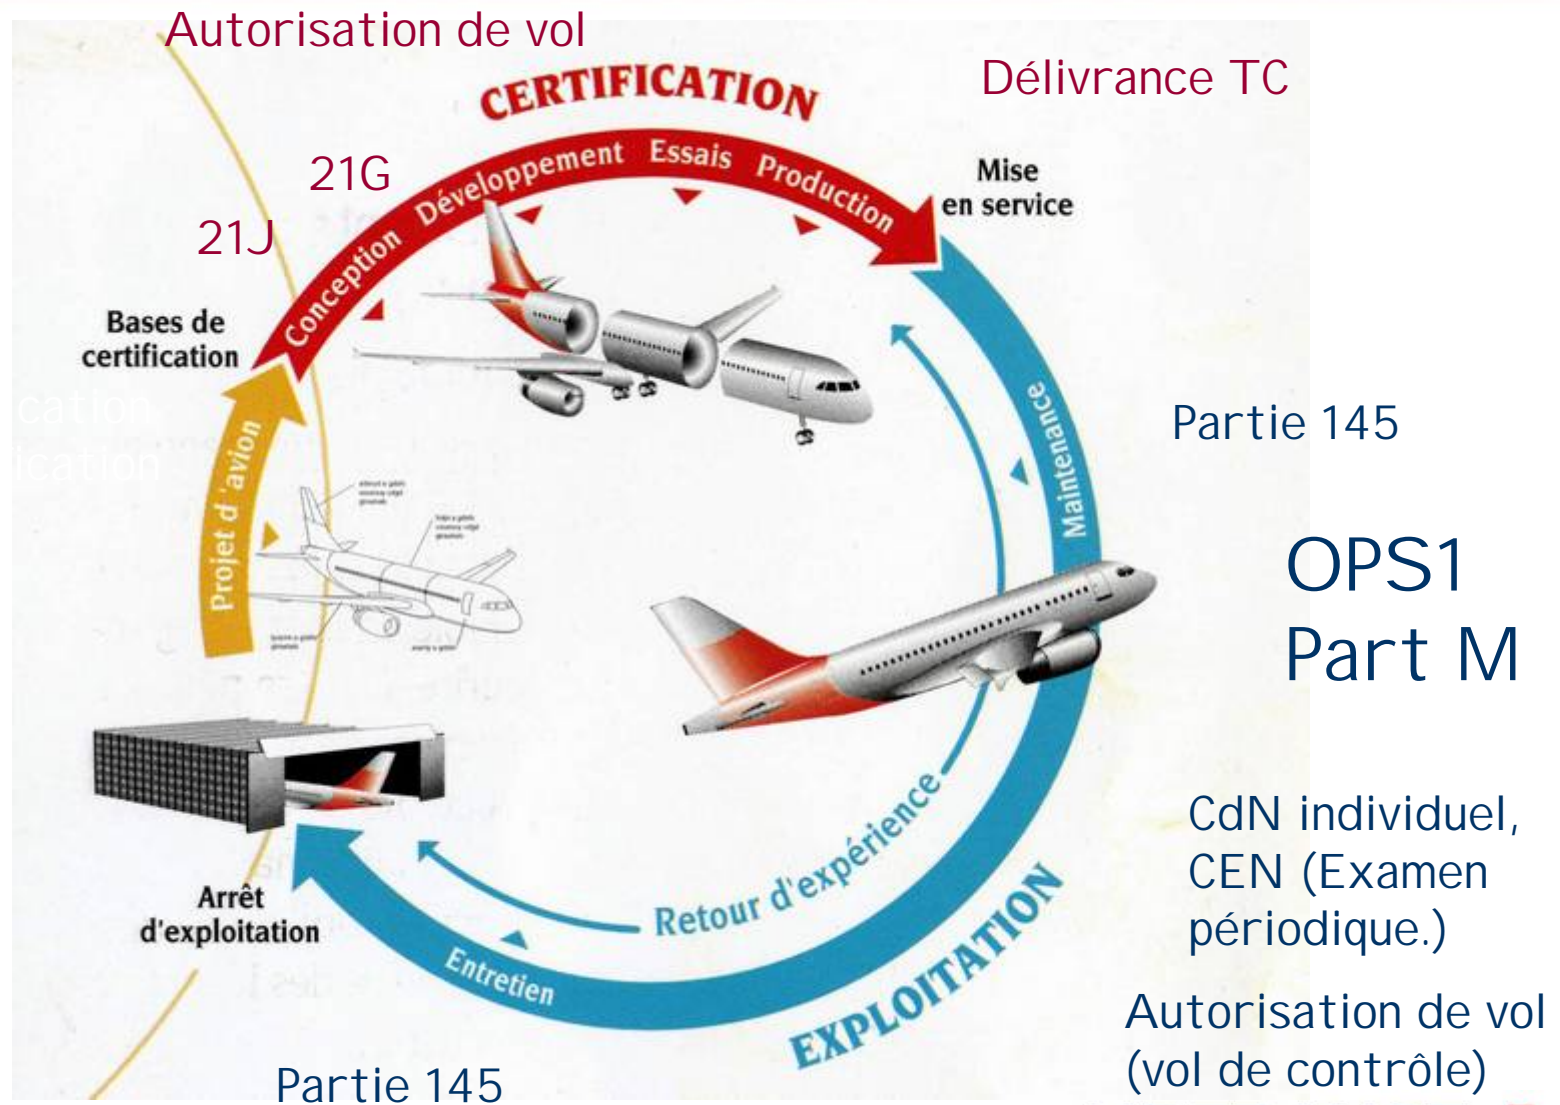 Autorisation de vol
Délivrance TC
CERTIFICATION
21G
21J
Conception Développement Essais Production
Mise
en service
Bases de
certification
cation
ication
Projet d'avion
Maintenance
Partie 145
OPS1
Part M
CdN individuel,
CEN (Examen
périodique.)
Retour d'expérience
Arrêt
d'exploitation
Entretien
EXPLOITATION
Autorisation de vol
(vol de contrôle)
Partie 145